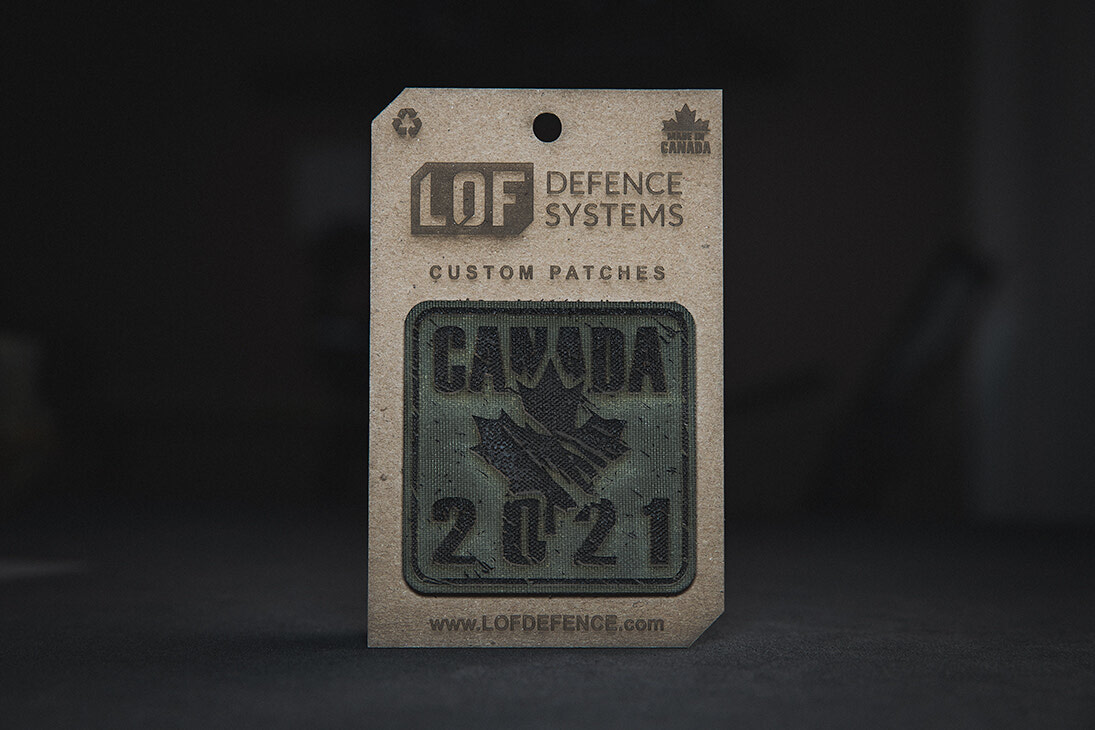 MADE IN
CANADA
LOF DEFENCE
SYSTEMS
CUSTOM PATCHES
CANADA
2021
www.LOFDEFENCE.com